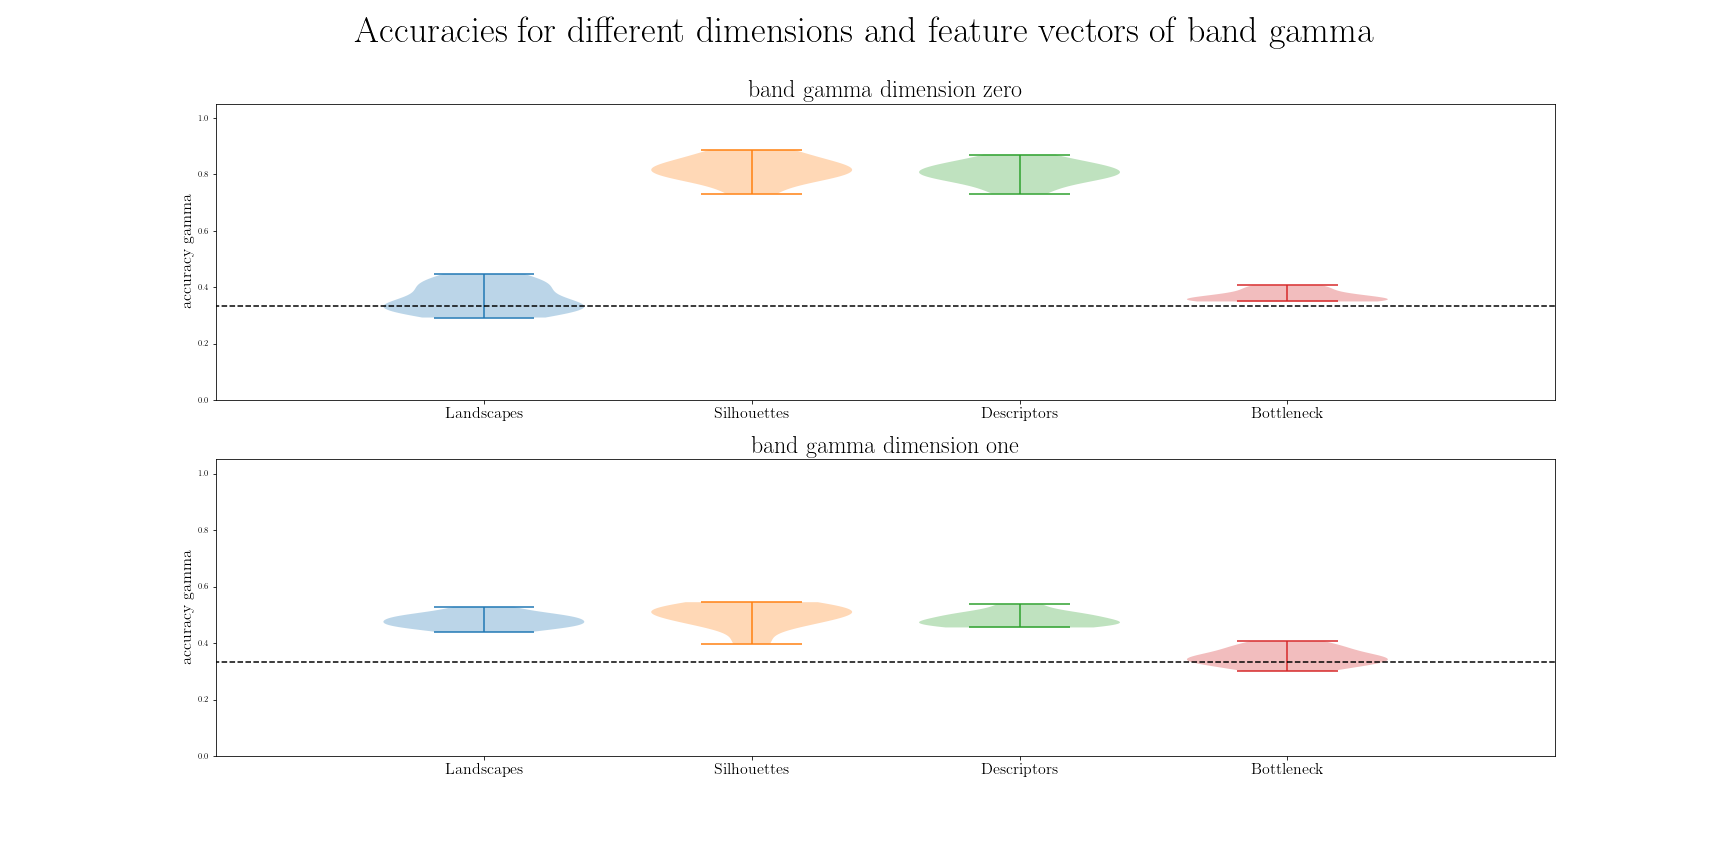 Accuracies for different dimensions and feature vectors of band gamma
band gamma dimension zero
accuracy gamma
1.0
0.8
0.6
0.4
0.2
0.0
Landscapes Silhouettes Descriptors Bottleneck
band gamma dimension one
accuracy gamma
1.0
0.8
0.6
0.4
0.2
0.0
Landscapes Silhouettes Descriptors Bottleneck